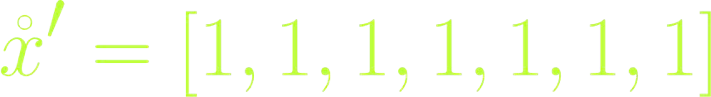 x̊′ = [1, 1, 1, 1, 1, 1, 1]